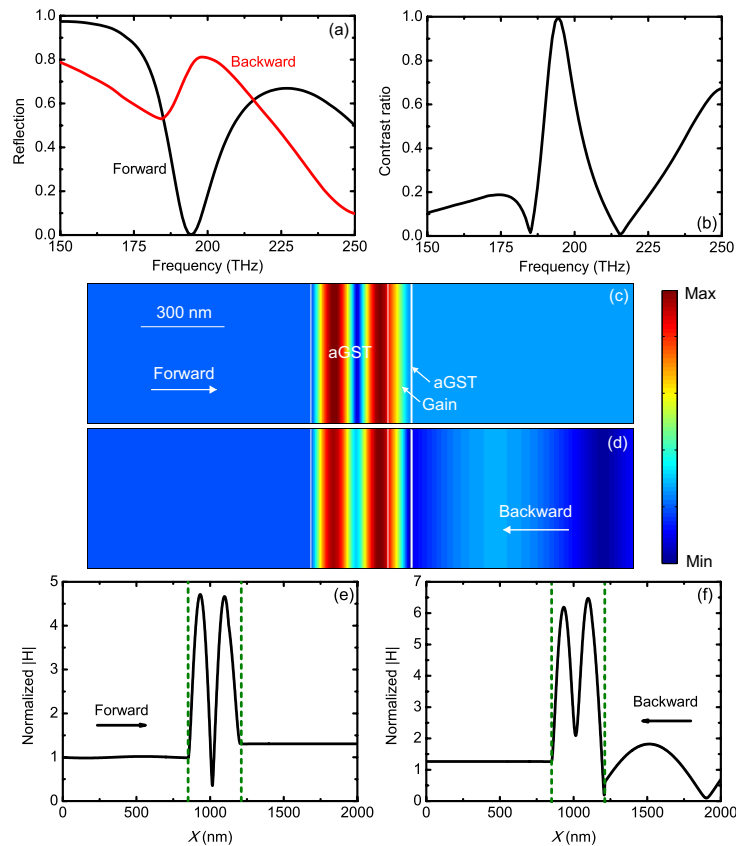 1.0
0.8
0.6
0.4
0.2
0.0
150
175
200
225
250
Reflection
Frequency (THz)
(a)
Backward
Forward
1.0
0.8
0.6
0.4
0.2
0.0
150
175
200
225
250
Contrast ratio
Frequency (THz)
(b)
(c)
300 nm
aGST
Forward
aGST
Gain
(d)
Backward
Max
Min
5
4
3
2
1
0
0
500
1000
1500
2000
Normalized |H|
X (nm)
(e)
Forward
7
6
5
4
3
2
1
0
0
500
1000
1500
2000
Normalized |H|
X (nm)
(f)
Backward